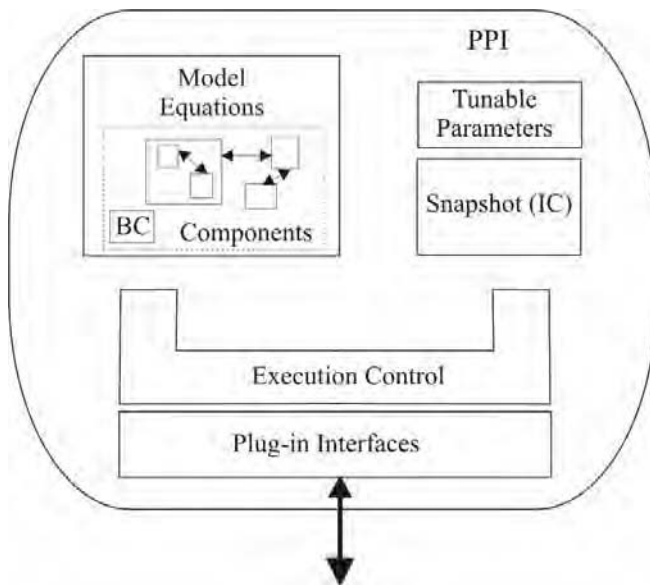 PPI
Model
Equations
BC
Components
Tunable
Parameters
Snapshot (IC)
Execution Control
Plug-in Interfaces